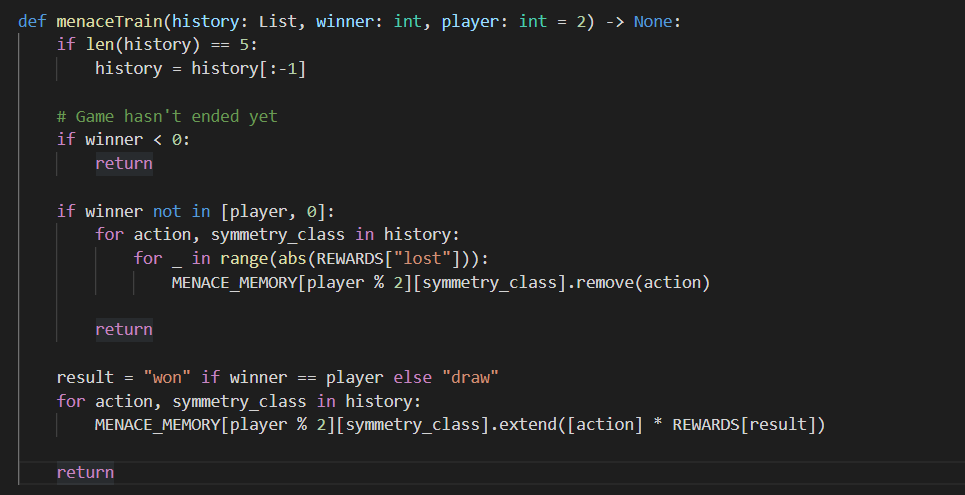 def menaceTrain(history: List, winner: int, player: int = 2) -> None:
    if len(history) == 5:
        history = history[:-1]

    # Game hasn't ended yet
    if winner < 0:
        return

    if winner not in [player, 0]:
        for action, symmetry_class in history:
            for _ in range(abs(REWARDS["lost"])):
                MENACE_MEMORY[player % 2][symmetry_class].remove(action)

        return

    result = "won" if winner == player else "draw"
    for action, symmetry_class in history:
        MENACE_MEMORY[player % 2][symmetry_class].extend([action] * REWARDS[result])

    return